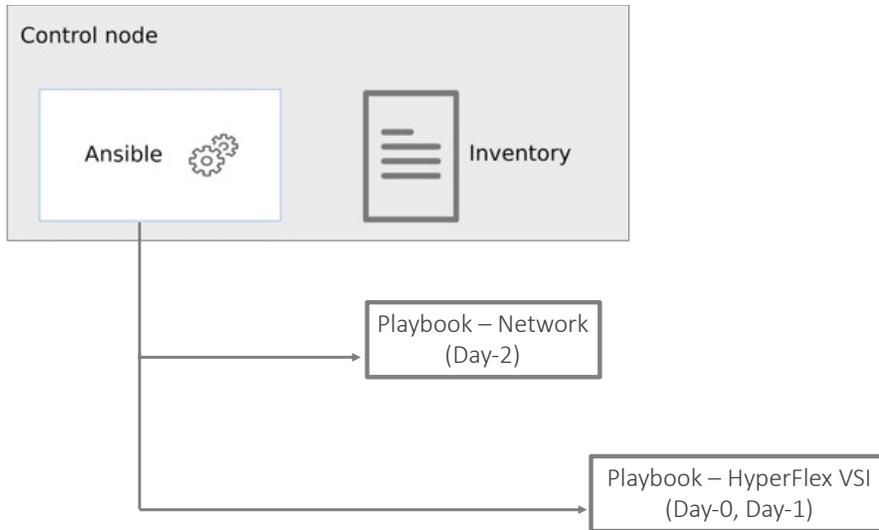 Control node
Ansible
Inventory
Playbook – Network
(Day-2)
Playbook – HyperFlex VSI
(Day-0, Day-1)